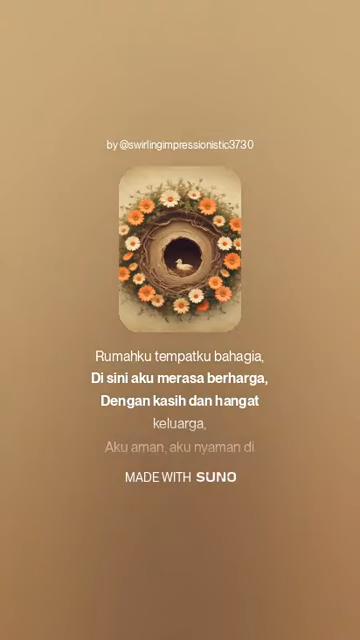 by @swirlingimpressionistic3730
Rumahku tempatku bahagia,
Di sini aku merasa berharga,
Dengan kasih dan hangat
keluarga,
Aku aman, aku nyaman di
MADE WITH SUNO